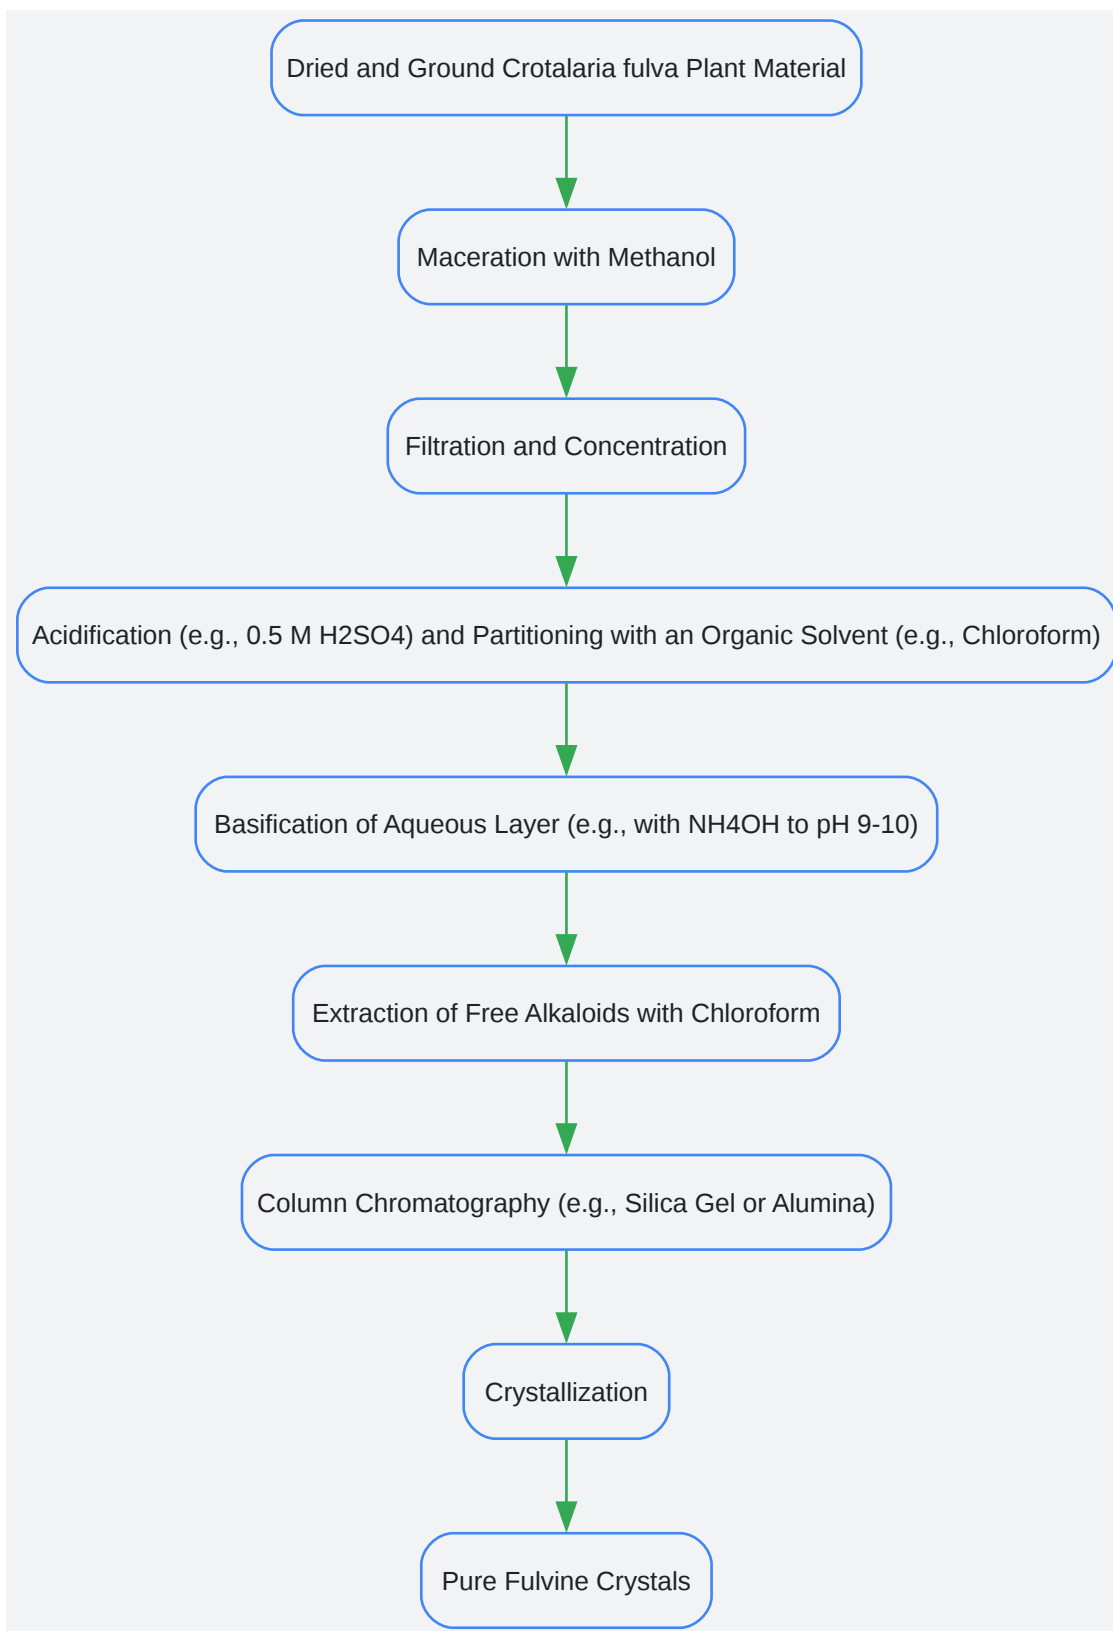 Dried and Ground Crotalaria fulva Plant Material
Maceration with Methanol
Filtration and Concentration
Acidification (e.g., 0.5 M H2SO4) and Partitioning with an Organic Solvent (e.g., Chloroform)
Basification of Aqueous Layer (e.g., with NH4OH to pH 9-10)
Extraction of Free Alkaloids with Chloroform
Column Chromatography (e.g., Silica Gel or Alumina)
Crystallization
Pure Fulvine Crystals